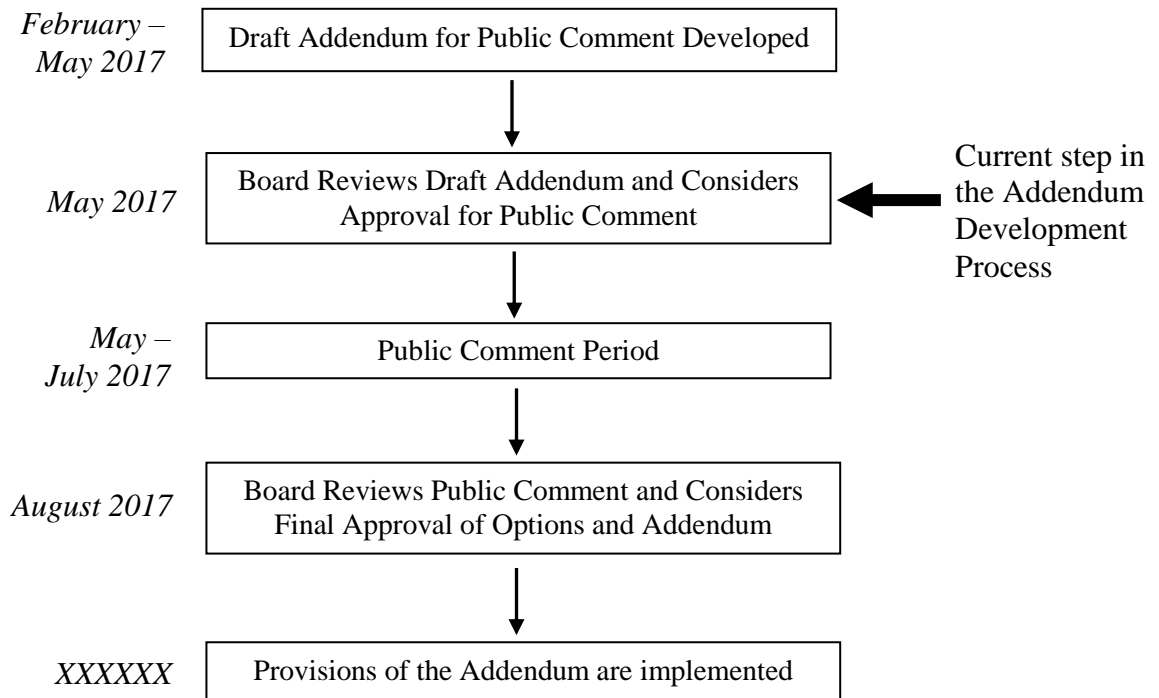 February –
May 2017
Draft Addendum for Public Comment Developed
May 2017
Board Reviews Draft Addendum and Considers
Approval for Public Comment
Current step in
the Addendum
Development
Process
May –
July 2017
Public Comment Period
August 2017
Board Reviews Public Comment and Considers
Final Approval of Options and Addendum
XXXXXX
Provisions of the Addendum are implemented